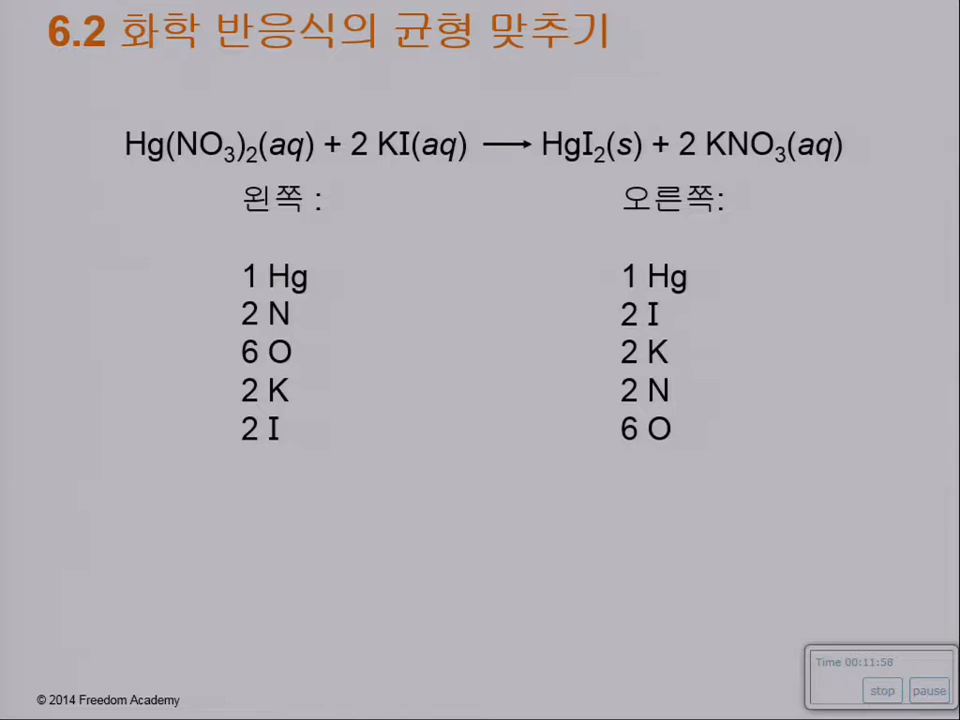 6.2 화학 반응식의 균형 맞추기
Hg(NO₃)₂(aq) + 2 KI(aq) ⟶ HgI₂(s) + 2 KNO₃(aq)
왼쪽 :
1 Hg
2 N
6 O
2 K
2 I
오른쪽:
1 Hg
2 I
2 K
2 N
6 O
© 2014 Freedom Academy
Time 00:11:58
stop pause